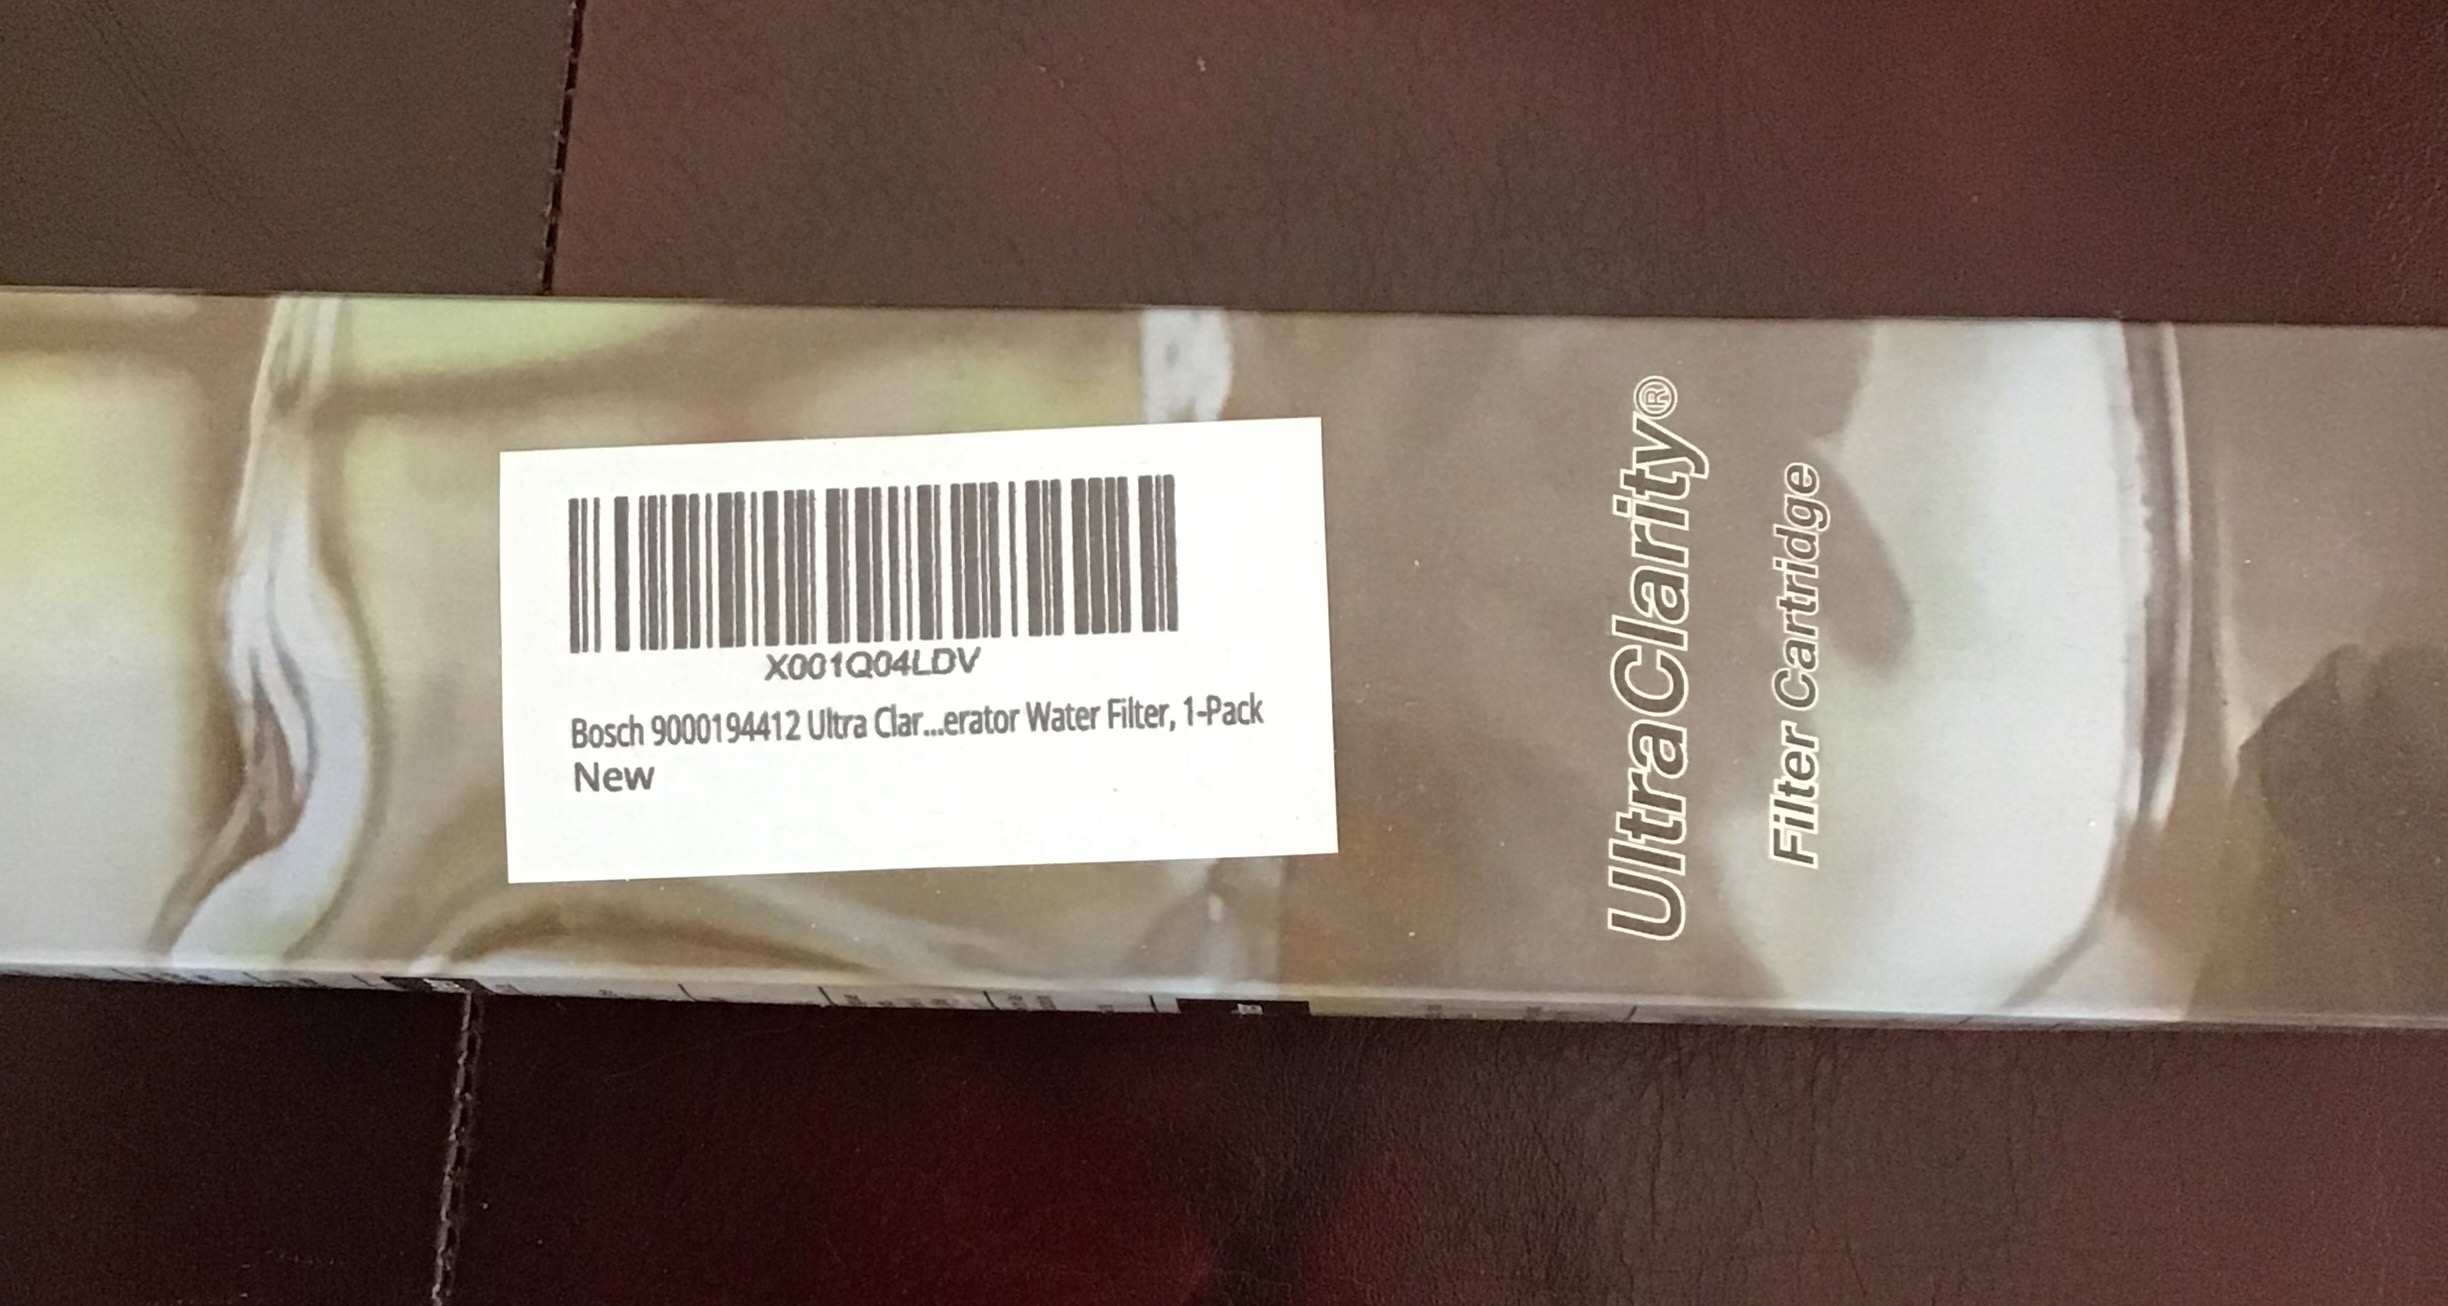 X001Q04LDV
Bosch 9000194412 Ultra Clar...erator Water Filter, 1-Pack
New
UltraClarity®
Filter Cartridge